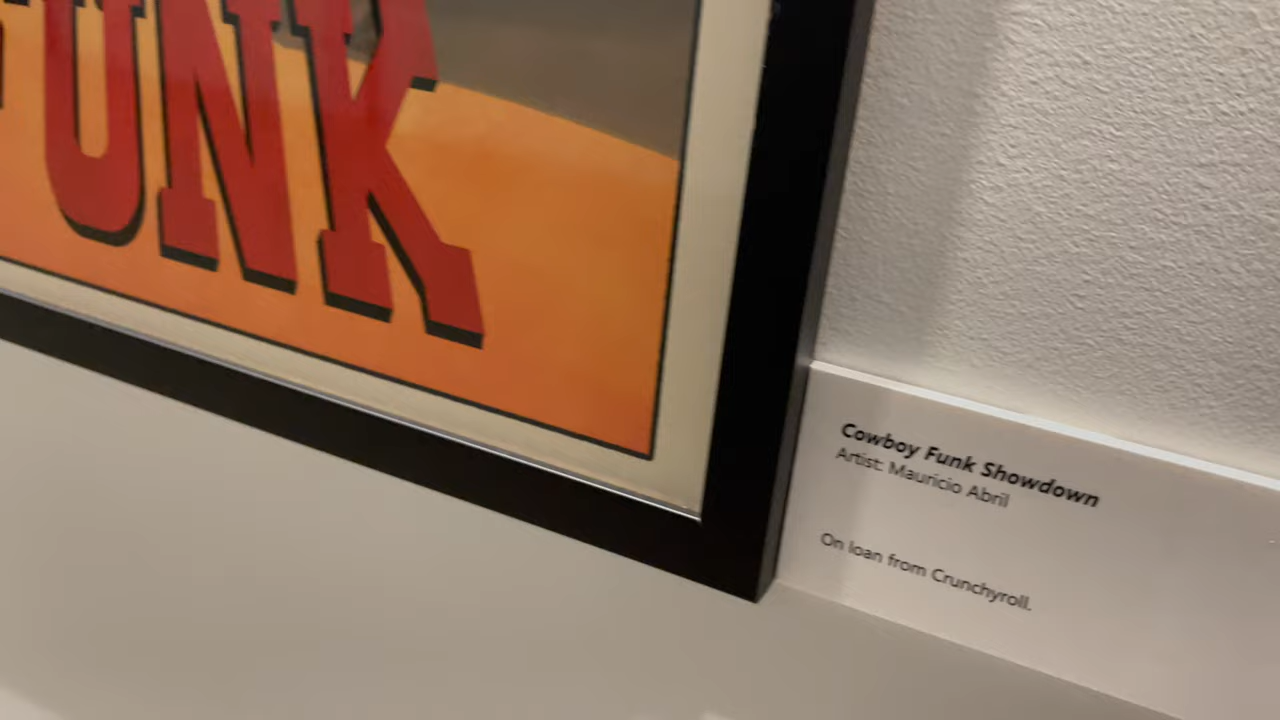 FUNK
Cowboy Funk Showdown
Artist: Mauricio Abril
On loan from Crunchyroll.